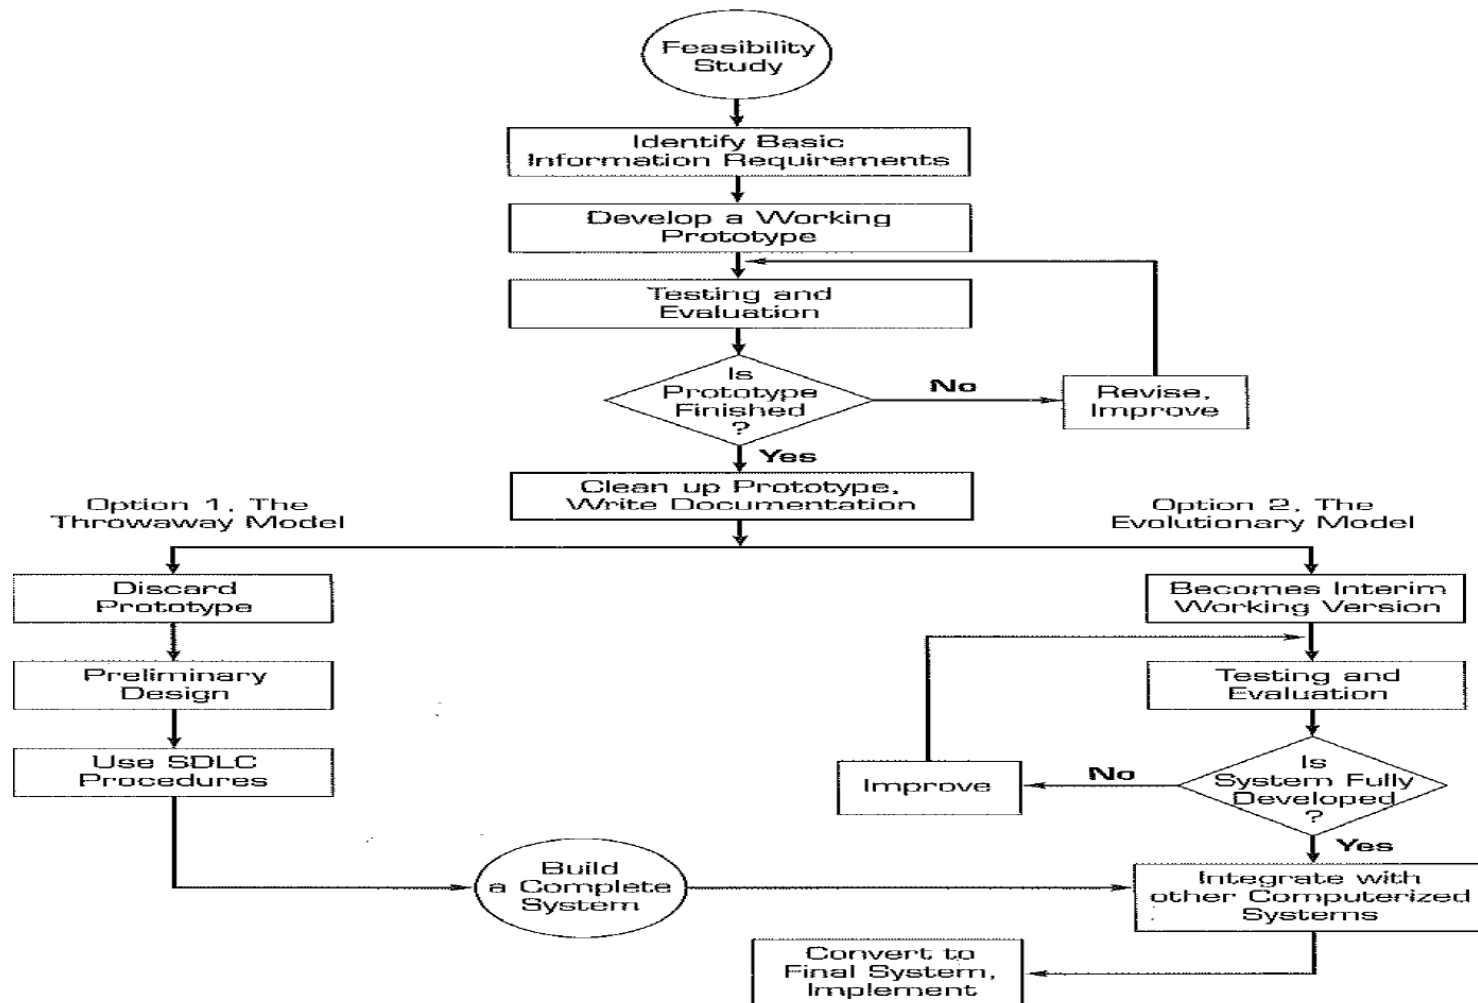 Feasibility
Study
Identify Basic
Information Requirements
Develop a Working
Prototype
Testing and
Evaluation
Is
Prototype
Finished
?
No
Revise,
Improve
Yes
Clean up Prototype,
Write Documentation
Option 1, The
Throwaway Model
Option 2, The
Evolutionary Model
Discard
Prototype
Becomes Interim
Working Version
Preliminary
Design
Testing and
Evaluation
Use SDLC
Procedures
Is
System Fully
Developed
?
No
Improve
Yes
Build
a Complete
System
Integrate with
other Computerized
Systems
Convert to
Final System,
Implement